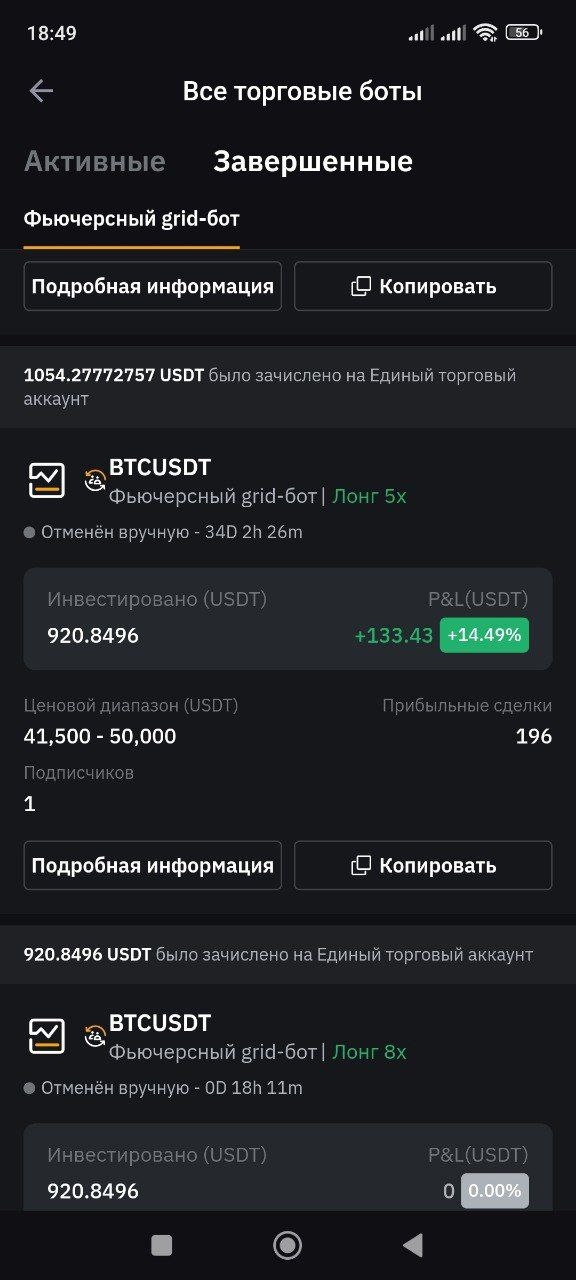 18:49
56
Все торговые боты
Активные Завершенные
Фьючерсный grid-бот
Подробная информация Копировать
1054.27772757 USDT было зачислено на Единый торговый
аккаунт
BTCUSDT
Фьючерсный grid-бот | Лонг 5x
Отменён вручную - 34D 2h 26m
Инвестировано (USDT) P&L(USDT)
920.8496 +133.43 +14.49%
Ценовой диапазон (USDT) Прибыльные сделки
41,500 - 50,000 196
Подписчиков
1
Подробная информация Копировать
920.8496 USDT было зачислено на Единый торговый аккаунт
BTCUSDT
Фьючерсный grid-бот | Лонг 8x
Отменён вручную - 0D 18h 11m
Инвестировано (USDT) P&L(USDT)
920.8496 0 0.00%